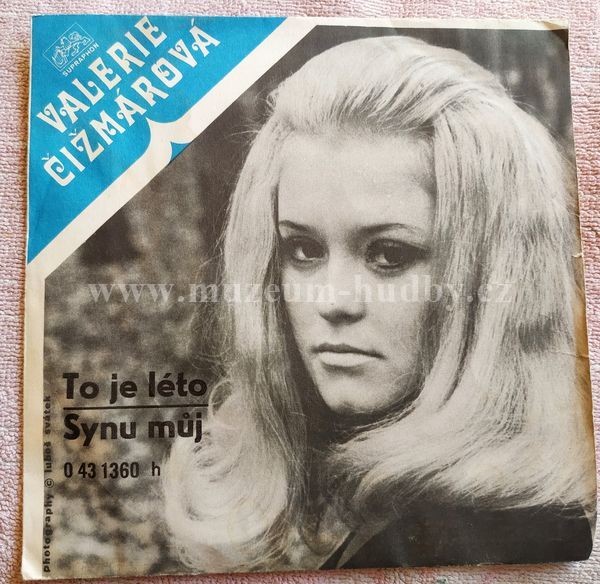 SUPRAPHON
VALERIE
ČIŽMÁROVÁ
www.muzeum-hudby.cz
To je léto
Synu můj
0 43 1360 h
Photography © luboš svátek